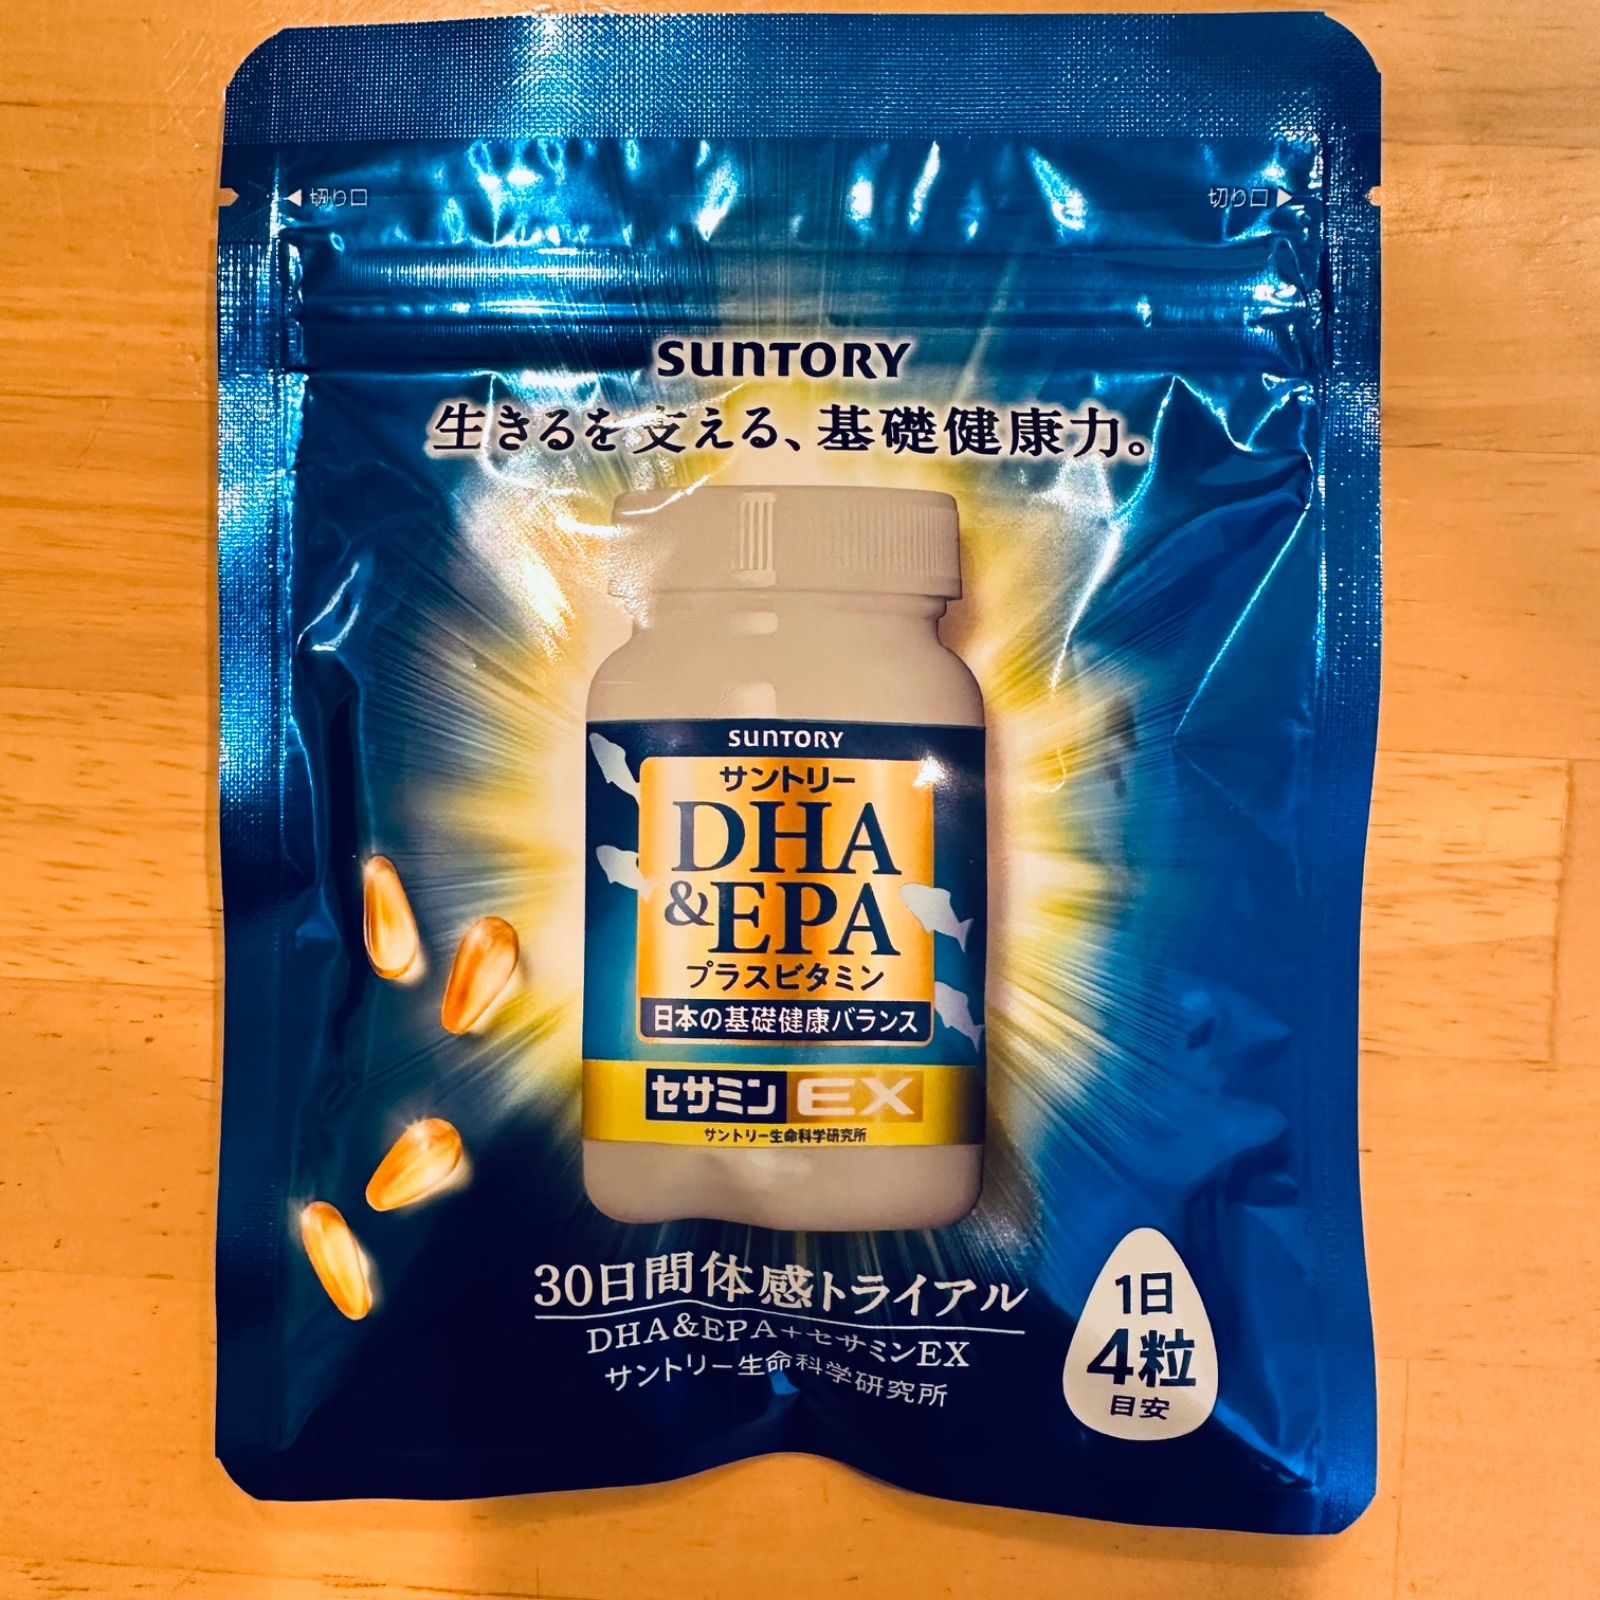 切り口
切り口
SUNTORY
生きるを支える、基礎健康力。
SUNTORY
サントリー
DHA
&EPA
プラスビタミン
日本の基礎健康バランス
セサミンEX
サントリー生命科学研究所
30日間体感トライアル
DHA&EPA+セサミンEX
サントリー生命科学研究所
1日
4粒
目安